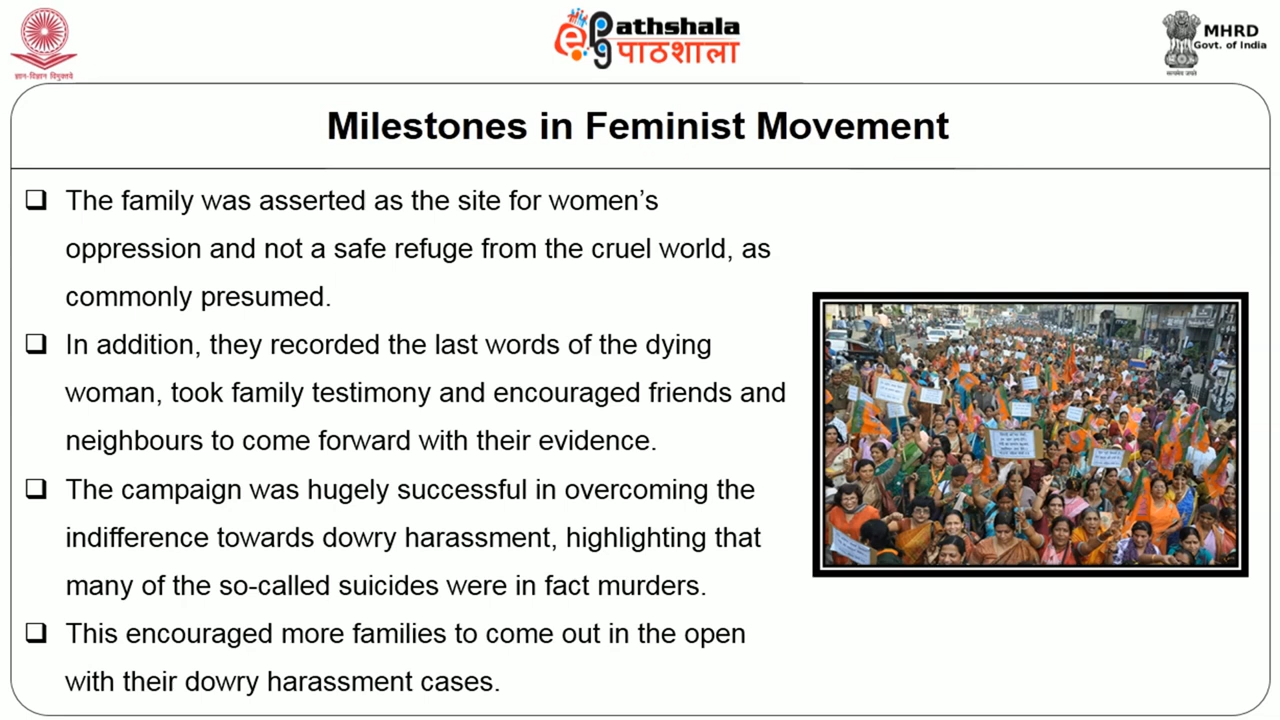 ज्ञान-विज्ञान विमुक्तये
ePG Pathshala
पाठशाला
सत्यमेव जयते
MHRD
Govt. of India
Milestones in Feminist Movement
❑ The family was asserted as the site for women’s
oppression and not a safe refuge from the cruel world, as
commonly presumed.
❑ In addition, they recorded the last words of the dying
woman, took family testimony and encouraged friends and
neighbours to come forward with their evidence.
❑ The campaign was hugely successful in overcoming the
indifference towards dowry harassment, highlighting that
many of the so-called suicides were in fact murders.
❑ This encouraged more families to come out in the open
with their dowry harassment cases.